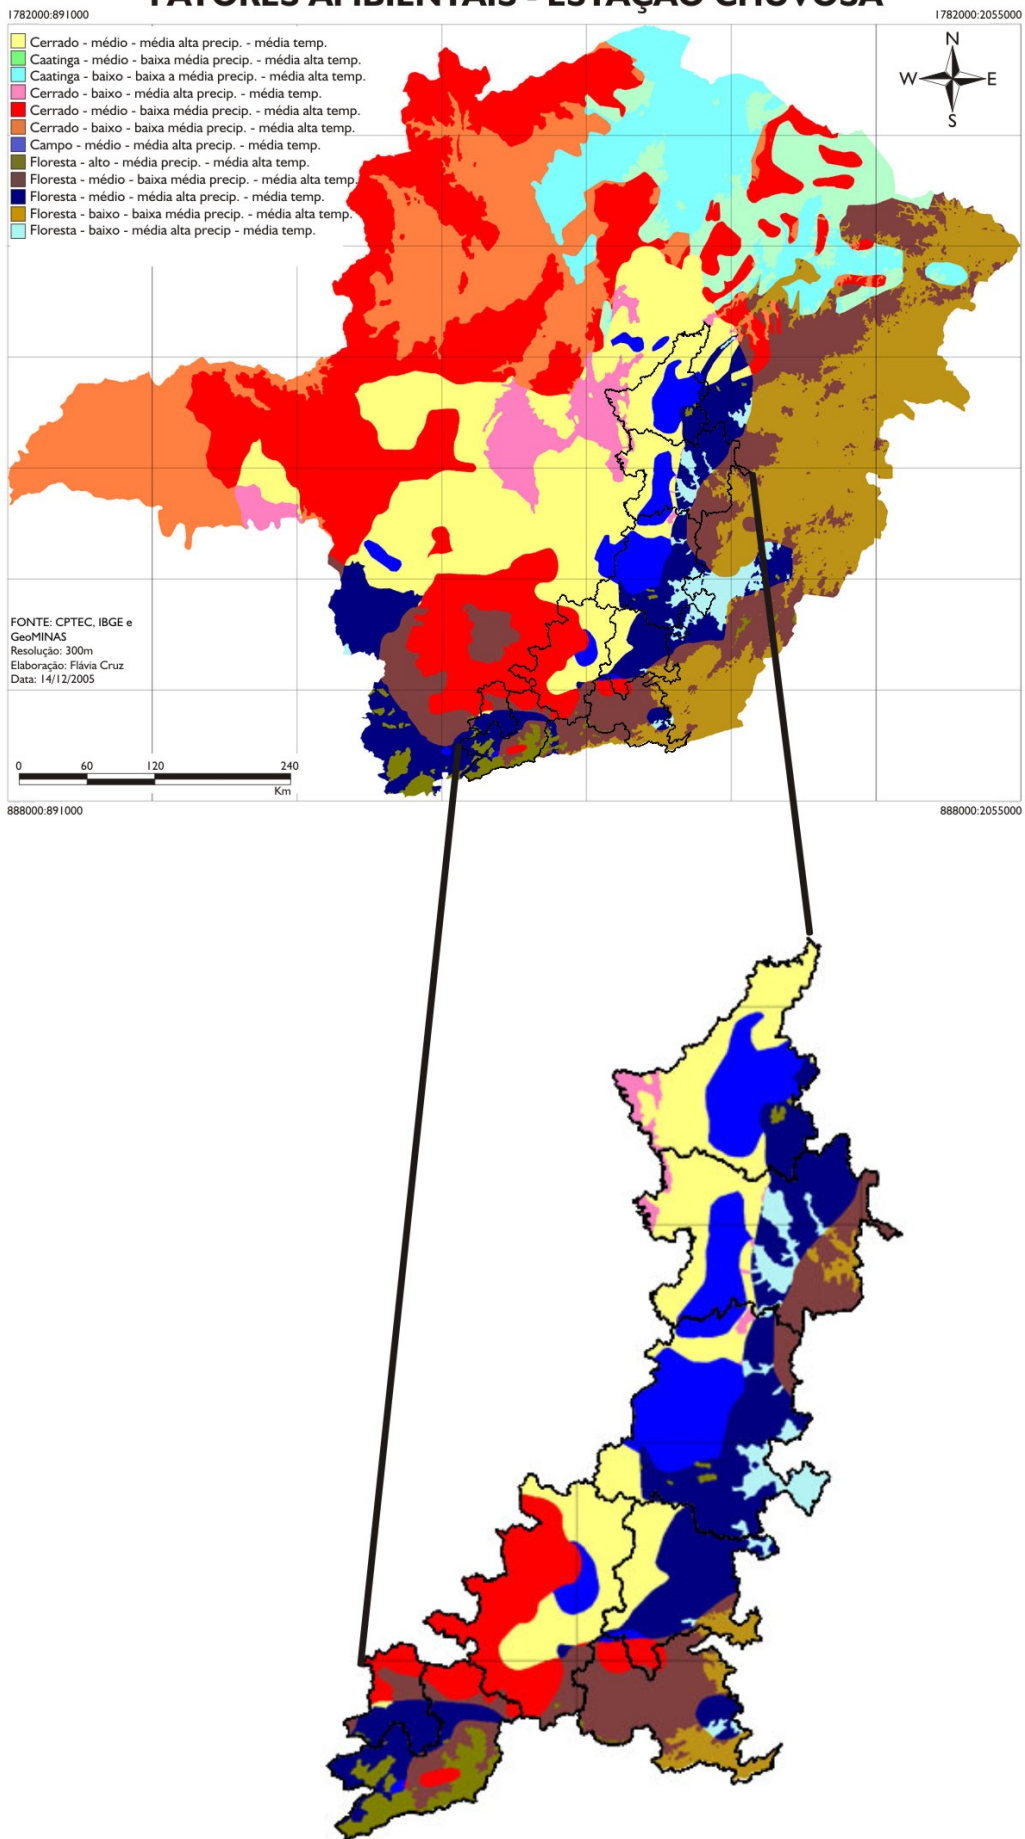 FATORES AMBIENTAIS - ESTAÇÃO CHUVOSA
1782000:891000
1782000:2055000
Cerrado - médio - média alta precip. - média temp.
Caatinga - médio - baixa média precip. - média alta temp.
Caatinga - baixo - baixa a média precip. - média alta temp.
Cerrado - baixo - média alta precip. - média temp.
Cerrado - médio - baixa média precip. - média alta temp.
Cerrado - baixo - baixa média precip. - média alta temp.
Campo - médio - média alta precip. - média temp.
Floresta - alto - média precip. - média alta temp.
Floresta - médio - baixa média precip. - média alta temp.
Floresta - médio - média alta precip. - média temp.
Floresta - baixo - baixa média precip. - média alta temp.
Floresta - baixo - média alta precip - média temp.
N
W E
S
FONTE: CPTEC, IBGE e
GeoMINAS
Resolução: 300m
Elaboração: Flávia Cruz
Data: 14/12/2005
0 60 120 240
Km
888000:891000
888000:2055000